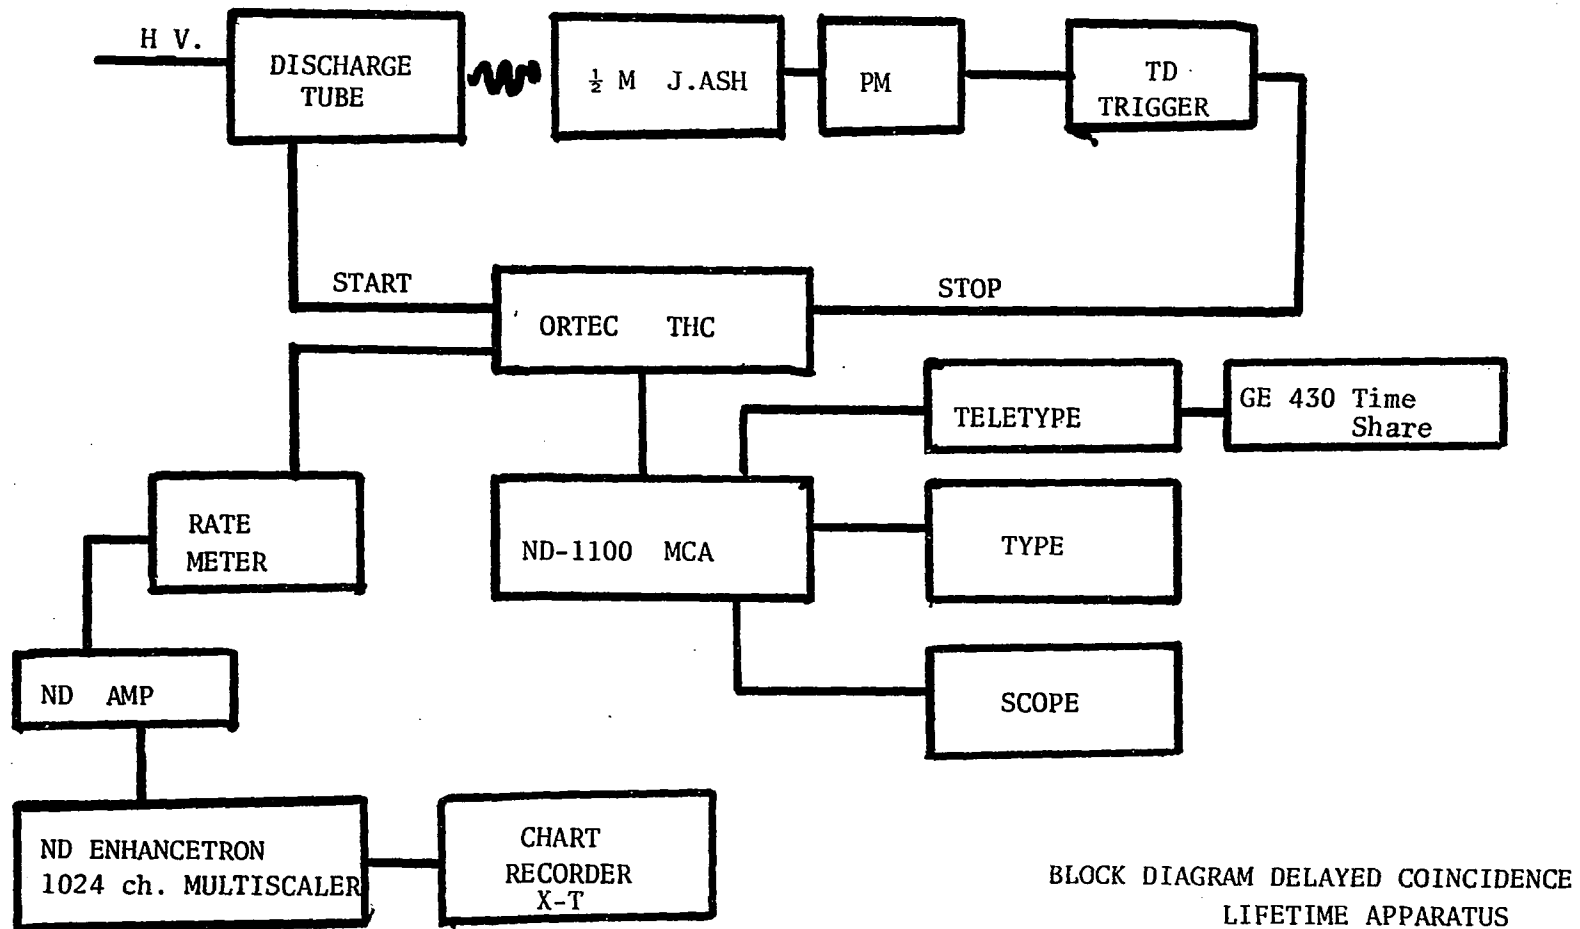 H V.
DISCHARGE
TUBE
½ M J.ASH
PM
TD
TRIGGER
START
STOP
ORTEC THC
TELETYPE
GE 430 Time
Share
RATE
METER
ND-1100 MCA
TYPE
ND AMP
SCOPE
ND ENHANCETRON
1024 ch. MULTISCALER
CHART
RECORDER
X-T
BLOCK DIAGRAM DELAYED COINCIDENCE
LIFETIME APPARATUS